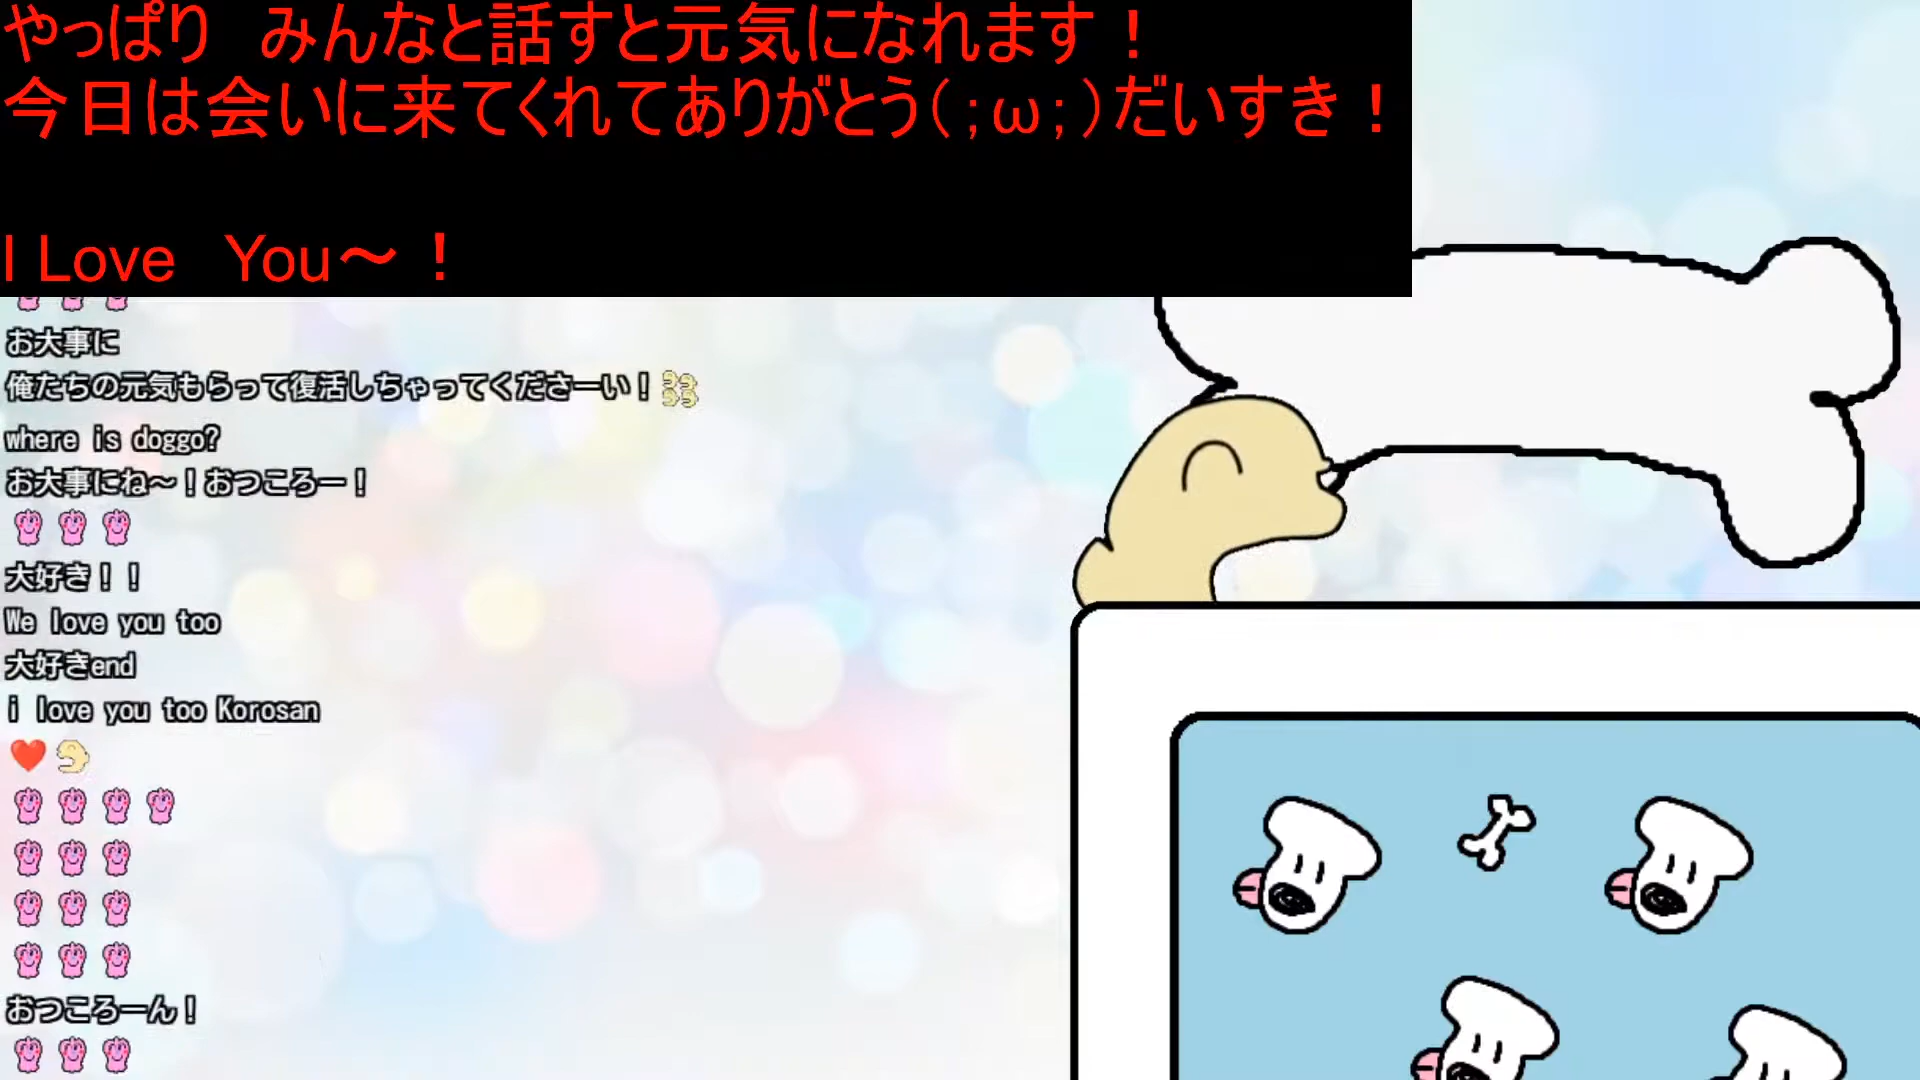 やっぱり　みんなと話すと元気になれます！
今日は会いに来てくれてありがとう(；ω；)だいすき！
I Love　You～！
お大事に
俺たちの元気もらって復活しちゃってくださーい！
where is doggo?
お大事にね～！おつころー！
大好き！！
We love you too
大好きend
i love you too Korosan
おつころーん！